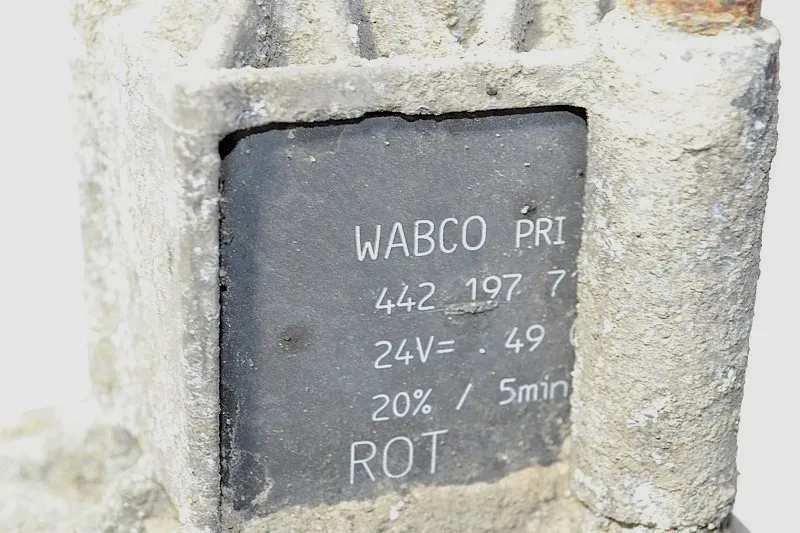 WABCO PRI
442 197 7
24V= . 49
20% / 5min
ROT